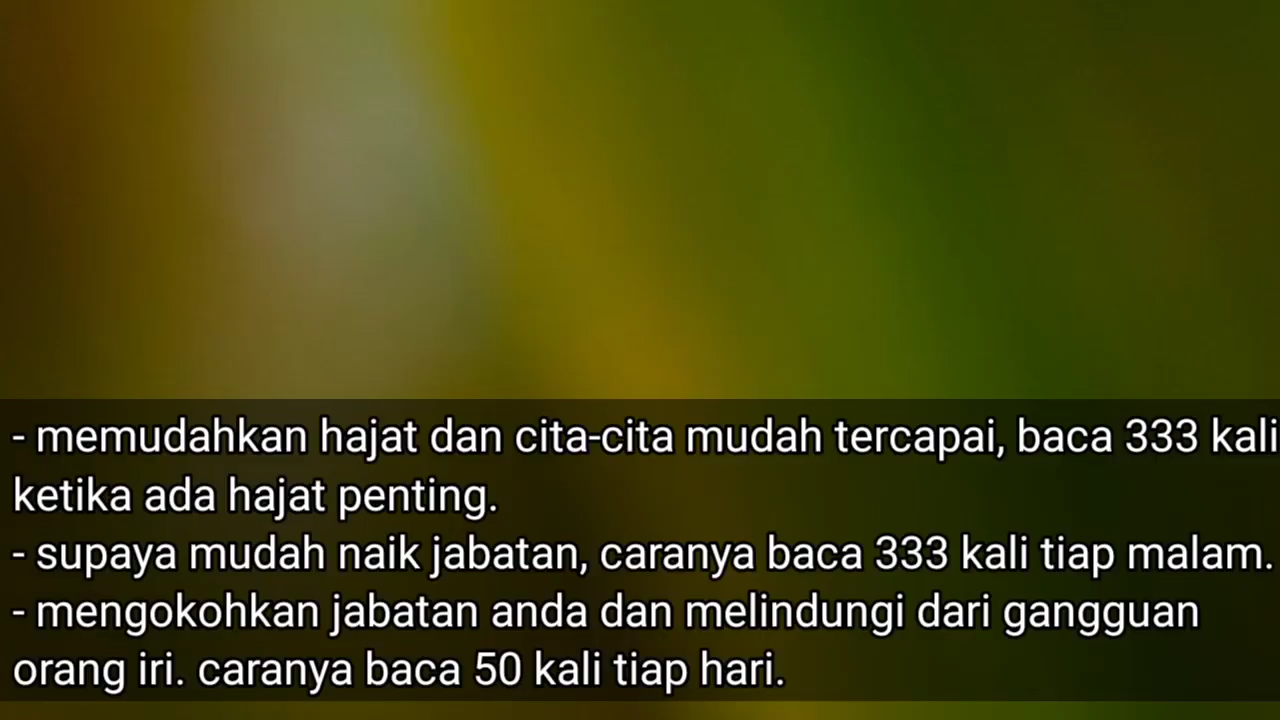 - memudahkan hajat dan cita-cita mudah tercapai, baca 333 kali
ketika ada hajat penting.
- supaya mudah naik jabatan, caranya baca 333 kali tiap malam.
- mengokohkan jabatan anda dan melindungi dari gangguan
orang iri. caranya baca 50 kali tiap hari.